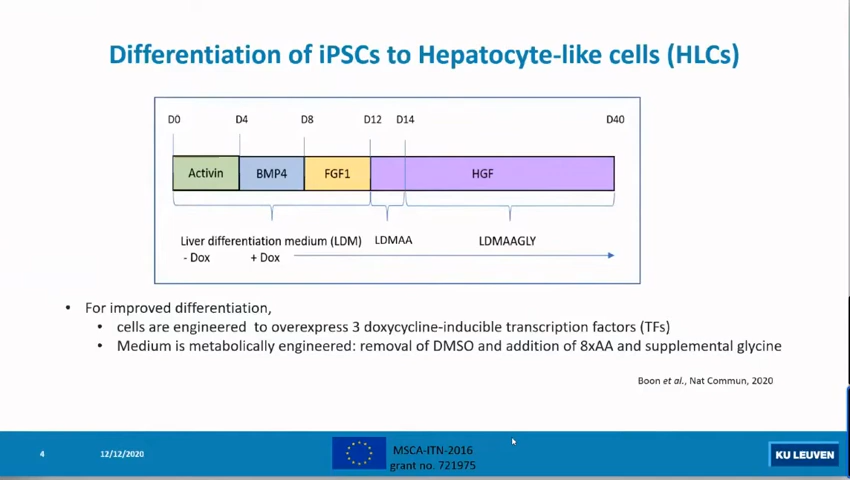 Differentiation of iPSCs to Hepatocyte-like cells (HLCs)
D0 D4 D8 D12 D14 D40
Activin BMP4 FGF1 HGF
Liver differentiation medium (LDM) LDMAA LDMAAGLY
- Dox + Dox
• For improved differentiation,
• cells are engineered to overexpress 3 doxycycline-inducible transcription factors (TFs)
• Medium is metabolically engineered: removal of DMSO and addition of 8xAA and supplemental glycine
Boon et al., Nat Commun, 2020
4 12/12/2020 MSCA-ITN-2016
grant no. 721975
KU LEUVEN